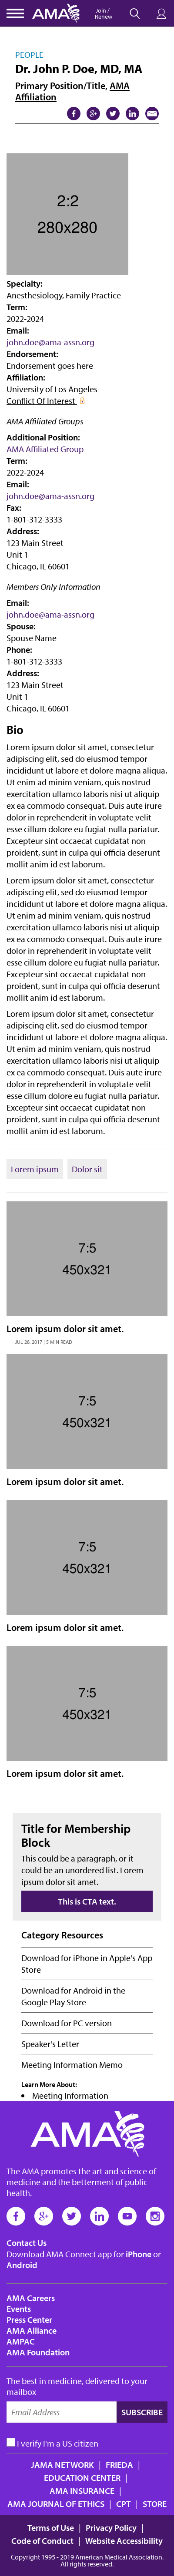 AMA
Join /
Renew
PEOPLE
Dr. John P. Doe, MD, MA
Primary Position/Title, AMA
Affiliation
2:2
280x280
Specialty:
Anesthesiology, Family Practice
Term:
2022-2024
Email:
john.doe@ama-assn.org
Endorsement:
Endorsement goes here
Affiliation:
University of Los Angeles
Conflict Of Interest
AMA Affiliated Groups
Additional Position:
AMA Affiliated Group
Term:
2022-2024
Email:
john.doe@ama-assn.org
Fax:
1-801-312-3333
Address:
123 Main Street
Unit 1
Chicago, IL 60601
Members Only Information
Email:
john.doe@ama-assn.org
Spouse:
Spouse Name
Phone:
1-801-312-3333
Address:
123 Main Street
Unit 1
Chicago, IL 60601
Bio
Lorem ipsum dolor sit amet, consectetur
adipiscing elit, sed do eiusmod tempor
incididunt ut labore et dolore magna aliqua.
Ut enim ad minim veniam, quis nostrud
exercitation ullamco laboris nisi ut aliquip
ex ea commodo consequat. Duis aute irure
dolor in reprehenderit in voluptate velit
esse cillum dolore eu fugiat nulla pariatur.
Excepteur sint occaecat cupidatat non
proident, sunt in culpa qui officia deserunt
mollit anim id est laborum.
Lorem ipsum dolor sit amet, consectetur
adipiscing elit, sed do eiusmod tempor
incididunt ut labore et dolore magna aliqua.
Ut enim ad minim veniam, quis nostrud
exercitation ullamco laboris nisi ut aliquip
ex ea commodo consequat. Duis aute irure
dolor in reprehenderit in voluptate velit
esse cillum dolore eu fugiat nulla pariatur.
Excepteur sint occaecat cupidatat non
proident, sunt in culpa qui officia deserunt
mollit anim id est laborum.
Lorem ipsum dolor sit amet, consectetur
adipiscing elit, sed do eiusmod tempor
incididunt ut labore et dolore magna aliqua.
Ut enim ad minim veniam, quis nostrud
exercitation ullamco laboris nisi ut aliquip
ex ea commodo consequat. Duis aute irure
dolor in reprehenderit in voluptate velit
esse cillum dolore eu fugiat nulla pariatur.
Excepteur sint occaecat cupidatat non
proident, sunt in culpa qui officia deserunt
mollit anim id est laborum.
Lorem ipsum Dolor sit
7:5
450x321
Lorem ipsum dolor sit amet.
JUL 28, 2017 | 5 MIN READ
7:5
450x321
Lorem ipsum dolor sit amet.
7:5
450x321
Lorem ipsum dolor sit amet.
7:5
450x321
Lorem ipsum dolor sit amet.
Title for Membership
Block
This could be a paragraph, or it
could be an unordered list. Lorem
ipsum dolor sit amet.
This is CTA text.
Category Resources
Download for iPhone in Apple's App
Store
Download for Android in the
Google Play Store
Download for PC version
Speaker's Letter
Meeting Information Memo
Learn More About:
• Meeting Information
AMA
The AMA promotes the art and science of
medicine and the betterment of public
health.
Contact Us
Download AMA Connect app for iPhone or
Android
AMA Careers
Events
Press Center
AMA Alliance
AMPAC
AMA Foundation
The best in medicine, delivered to your
mailbox
Email Address SUBSCRIBE
I verify I'm a US citizen
JAMA NETWORK | FRIEDA |
EDUCATION CENTER |
AMA INSURANCE |
AMA JOURNAL OF ETHICS | CPT | STORE
Terms of Use | Privacy Policy |
Code of Conduct | Website Accessibility
Copyright 1995 - 2019 American Medical Association.
All rights reserved.